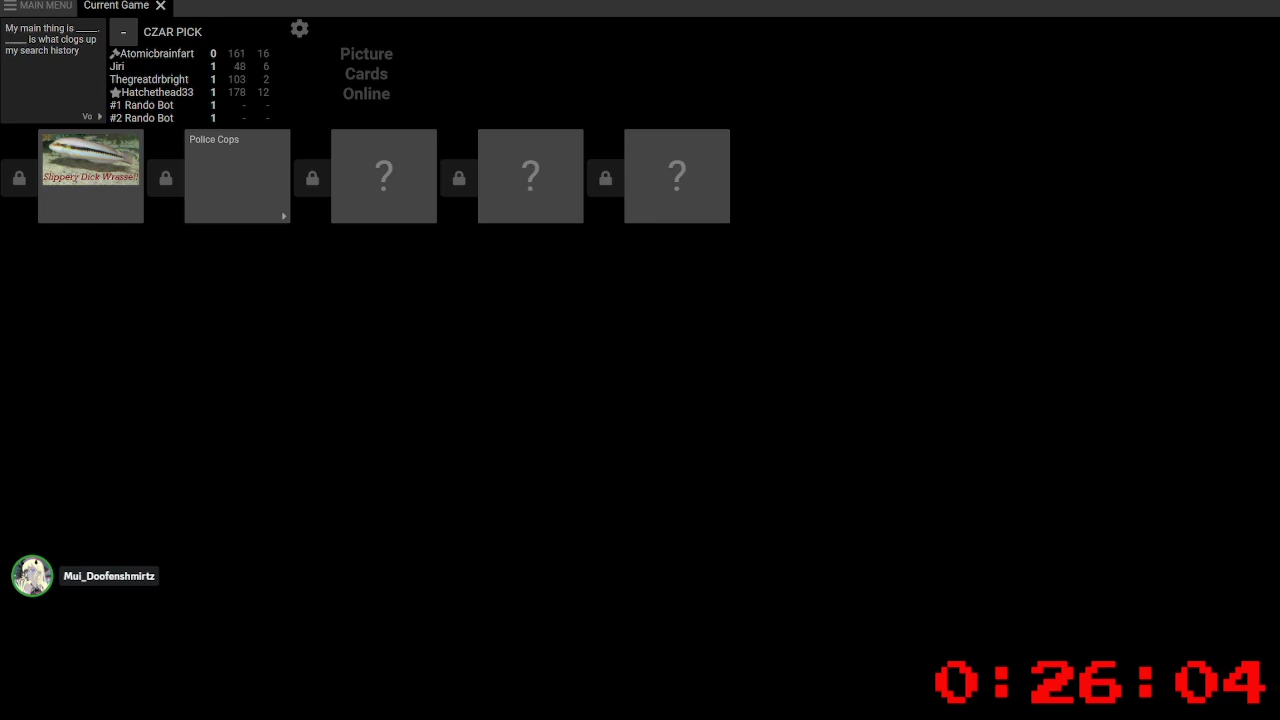 MAIN MENU
Current Game
My main thing is _____.
_____ is what clogs up
my search history
Vo
-
CZAR PICK
Atomicbrainfart 0 161 16
Jiri 1 48 6
Thegreatdrbright 1 103 2
Hatchethead33 1 178 12
#1 Rando Bot 1 - -
#2 Rando Bot 1 - -
Picture
Cards
Online
Slippery Dick Wrasse!!
Police Cops
?
?
?
Mui_Doofenshmirtz
0:26:04